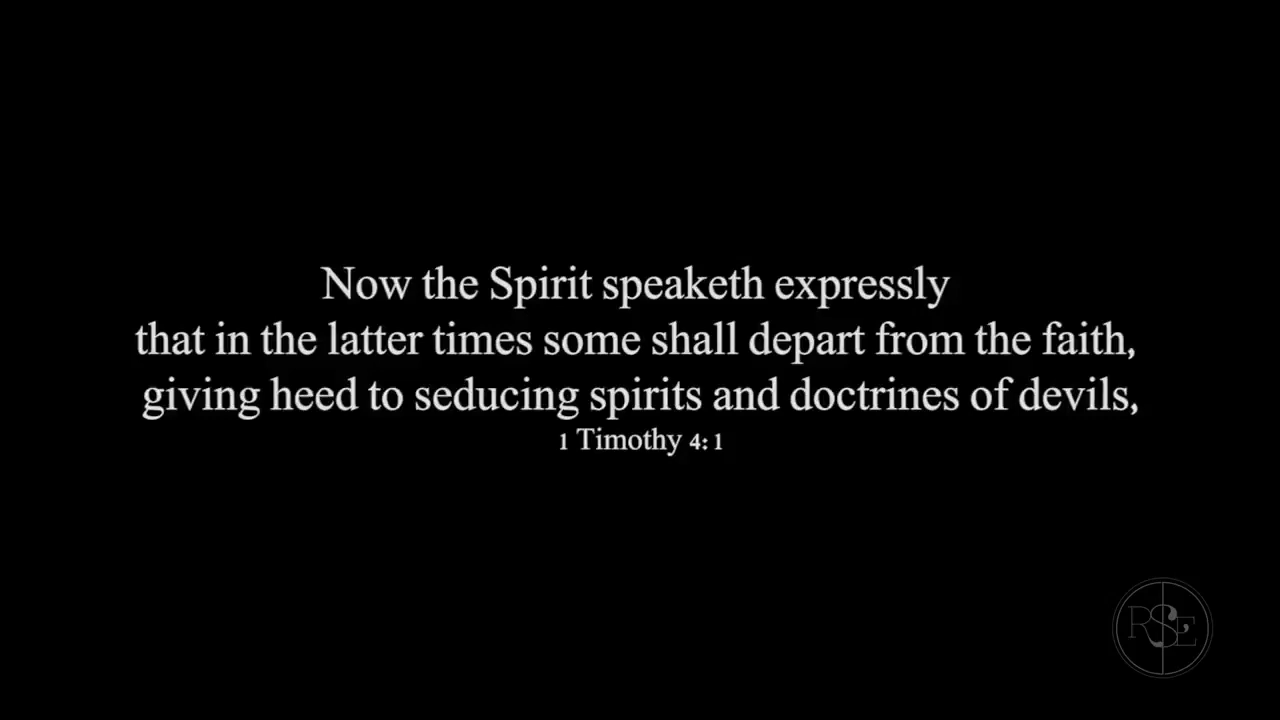 Now the Spirit speaketh expressly
that in the latter times some shall depart from the faith,
giving heed to seducing spirits and doctrines of devils,
1 Timothy 4:1
RSE